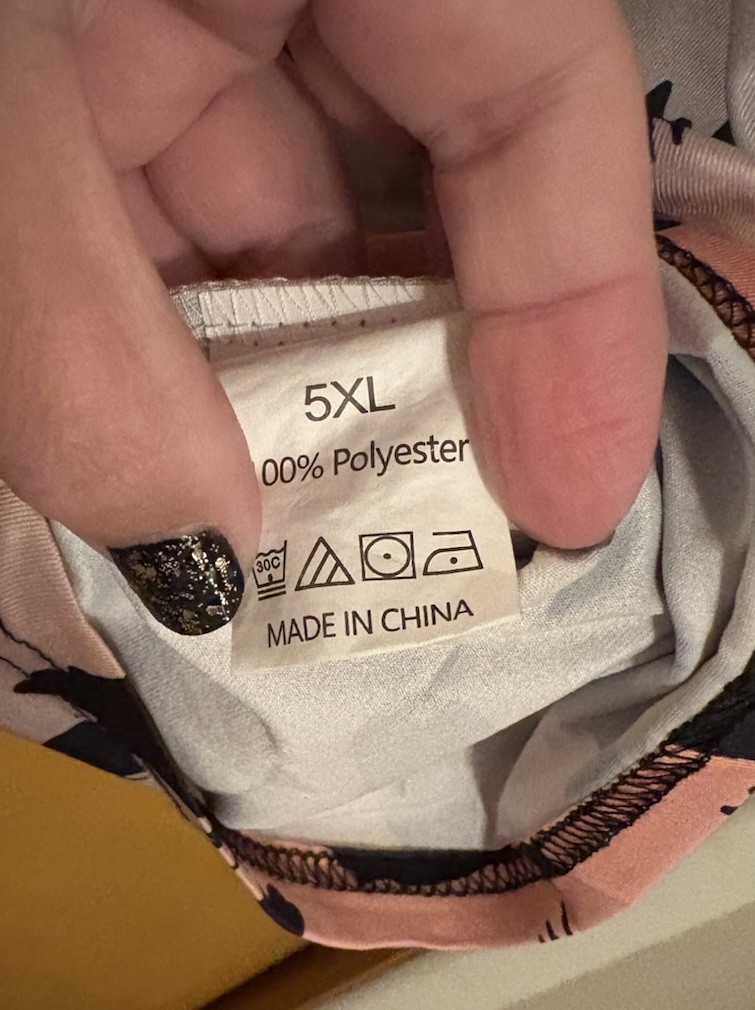 5XL
00% Polyester
30C
MADE IN CHINA